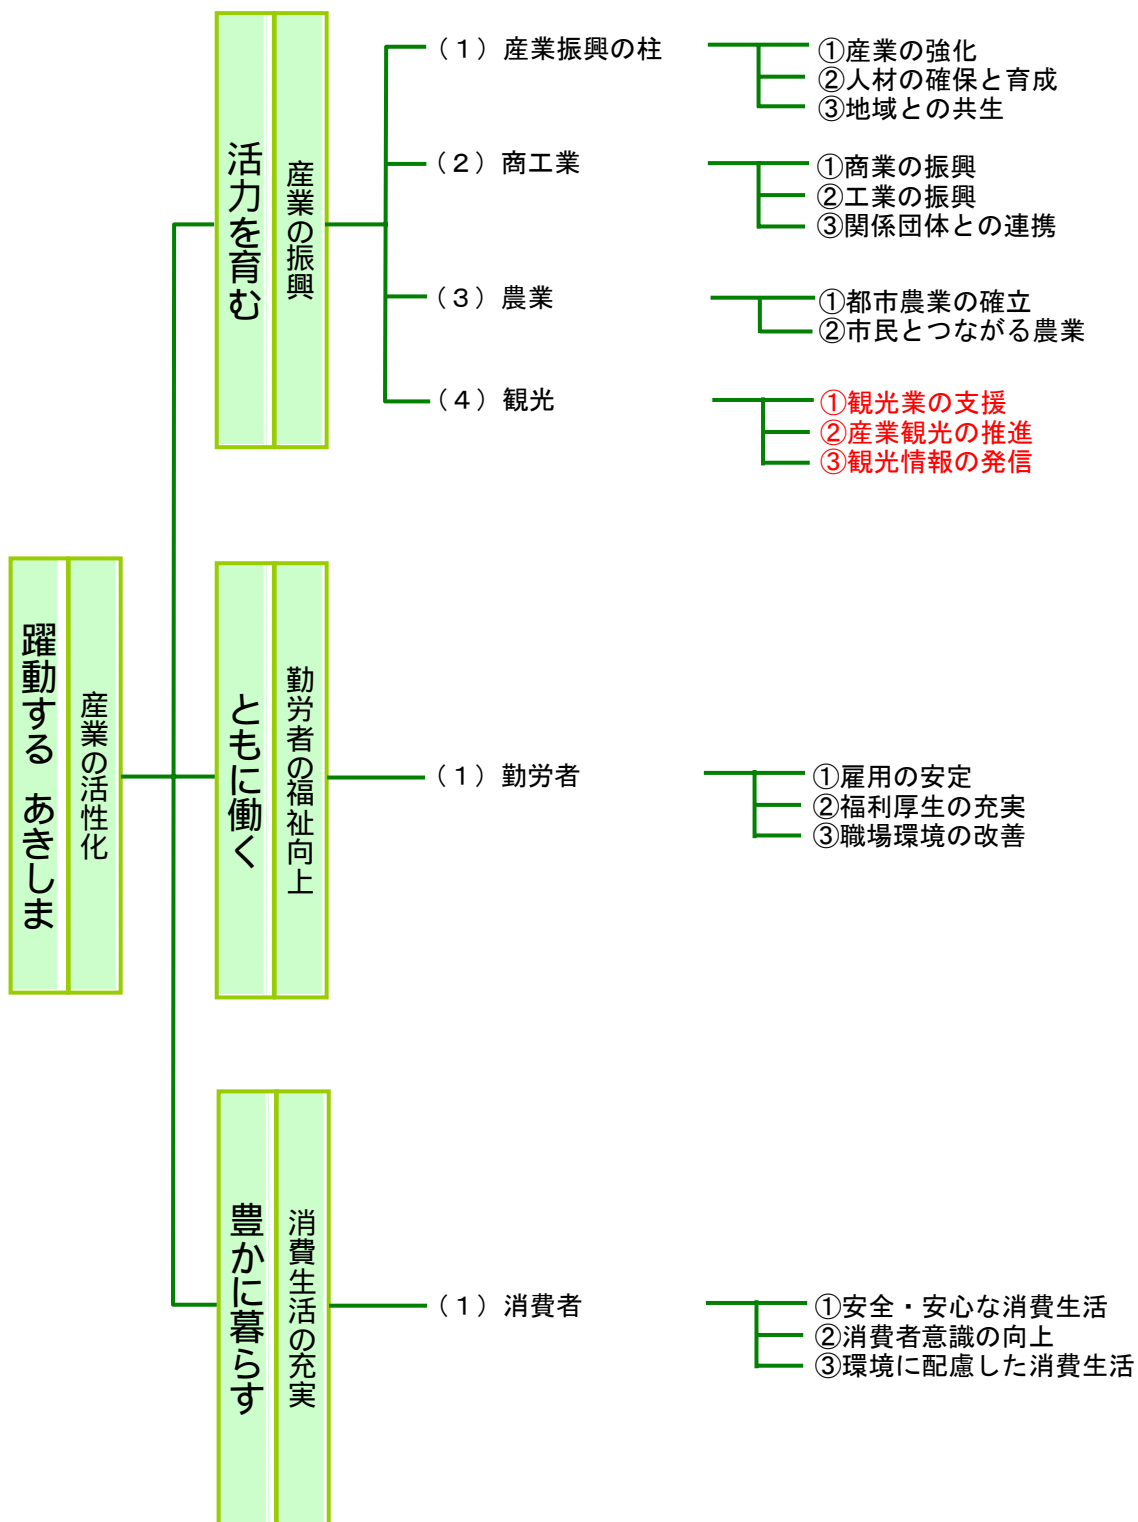 躍動する　あきしま
産業の活性化
活力を育む
産業の振興
（１）産業振興の柱
①産業の強化
②人材の確保と育成
③地域との共生
（２）商工業
①商業の振興
②工業の振興
③関係団体との連携
（３）農業
①都市農業の確立
②市民とつながる農業
（４）観光
①観光業の支援
②産業観光の推進
③観光情報の発信
ともに働く
勤労者の福祉向上
（１）勤労者
①雇用の安定
②福利厚生の充実
③職場環境の改善
豊かに暮らす
消費生活の充実
（１）消費者
①安全・安心な消費生活
②消費者意識の向上
③環境に配慮した消費生活